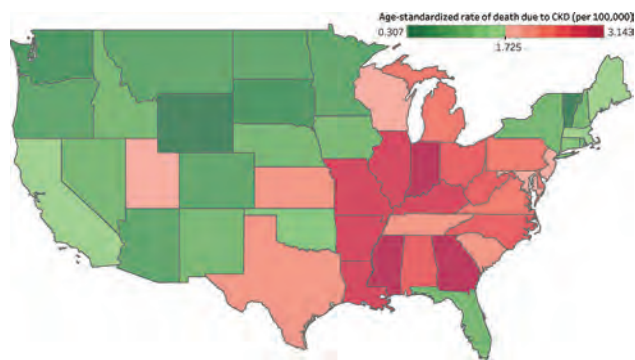 Age-standardized rate of death due to CKD (per 100,000)
0.307 3.143
1.725